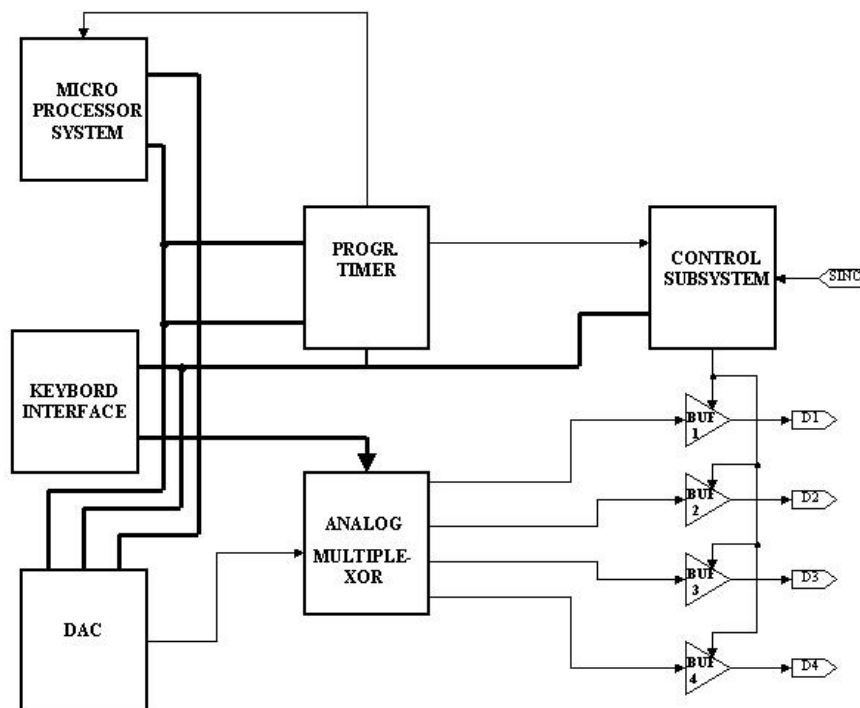 MICRO
PROCESSOR
SYSTEM
PROGR.
TIMER
CONTROL
SUBSYSTEM
SINC
KEYBORD
INTERFACE
BUF
1
D1
ANALOG
MULTIPLE-
XOR
BUF
2
D2
BUF
3
D3
DAC
BUF
4
D4